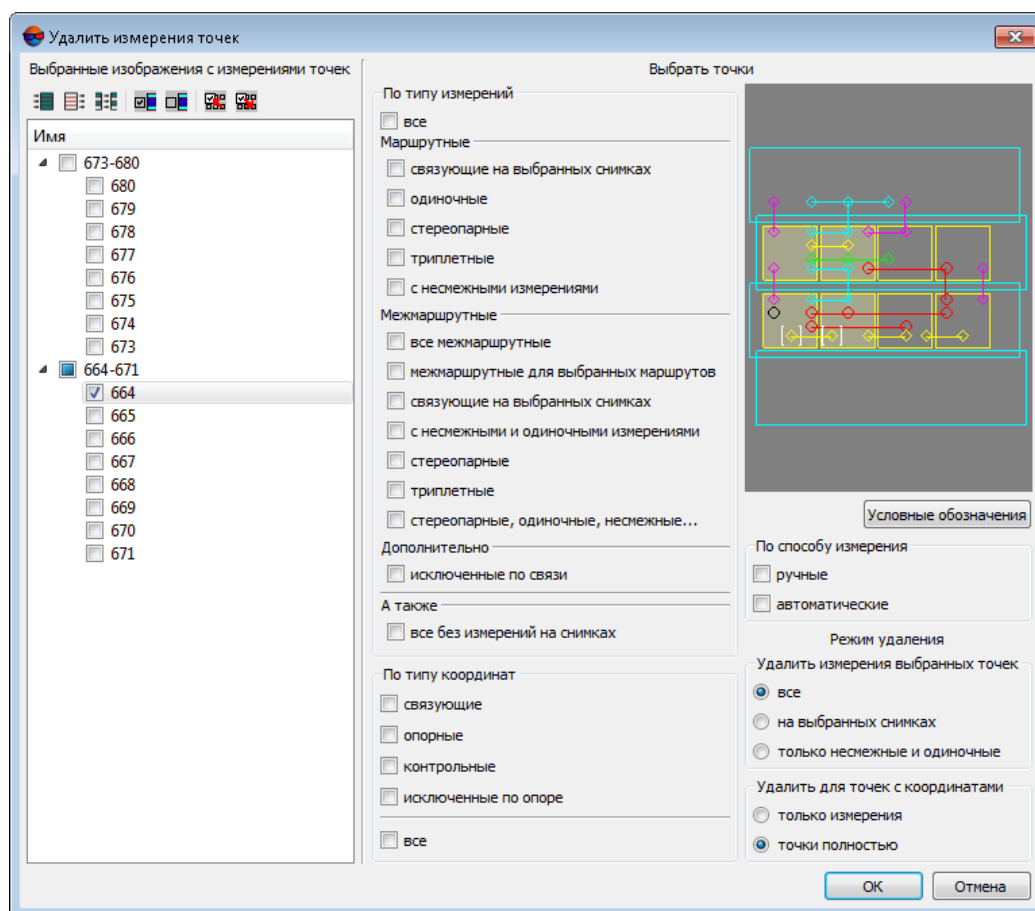 Удалить измерения точек
Выбранные изображения с измерениями точек
Имя
673-680
680
679
678
677
676
675
674
673
664-671
664
665
666
667
668
669
670
671
Выбрать точки
По типу измерений
все
Маршрутные
связующие на выбранных снимках
одиночные
стереопарные
триплетные
с несмежными измерениями
Межмаршрутные
все межмаршрутные
межмаршрутные для выбранных маршрутов
связующие на выбранных снимках
с несмежными и одиночными измерениями
стереопарные
триплетные
стереопарные, одиночные, несмежные...
Дополнительно
исключенные по связи
А также
все без измерений на снимках
По типу координат
связующие
опорные
контрольные
исключенные по опоре
все
[ ] [ ]
Условные обозначения
По способу измерения
ручные
автоматические
Режим удаления
Удалить измерения выбранных точек
все
на выбранных снимках
только несмежные и одиночные
Удалить для точек с координатами
только измерения
точки полностью
OK
Отмена